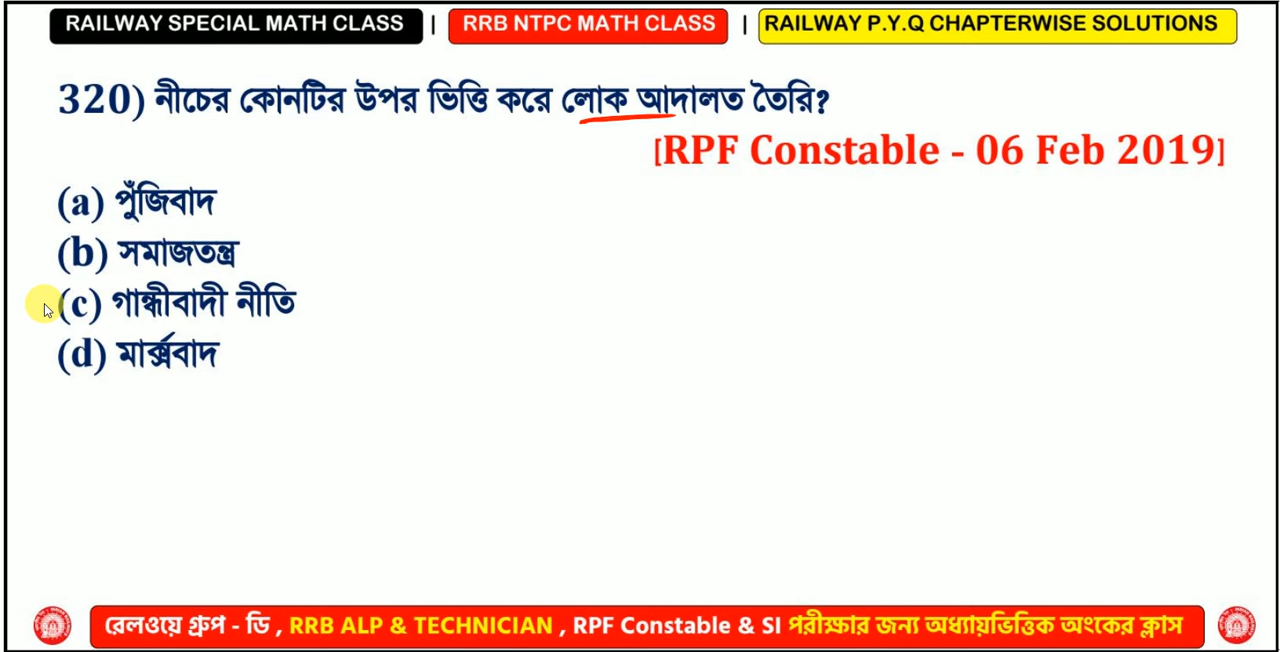 RAILWAY SPECIAL MATH CLASS | RRB NTPC MATH CLASS | RAILWAY P.Y.Q CHAPTERWISE SOLUTIONS
320) নীচের কোনটির উপর ভিত্তি করে লোক আদালত তৈরি?
[RPF Constable - 06 Feb 2019]
(a) পুঁজিবাদ
(b) সমাজতন্ত্র
(c) গান্ধীবাদী নীতি
(d) মার্ক্সবাদ
রেলওয়ে গ্রুপ - ডি , RRB ALP & TECHNICIAN , RPF Constable & SI পরীক্ষার জন্য অধ্যায়ভিত্তিক অংকের ক্লাস